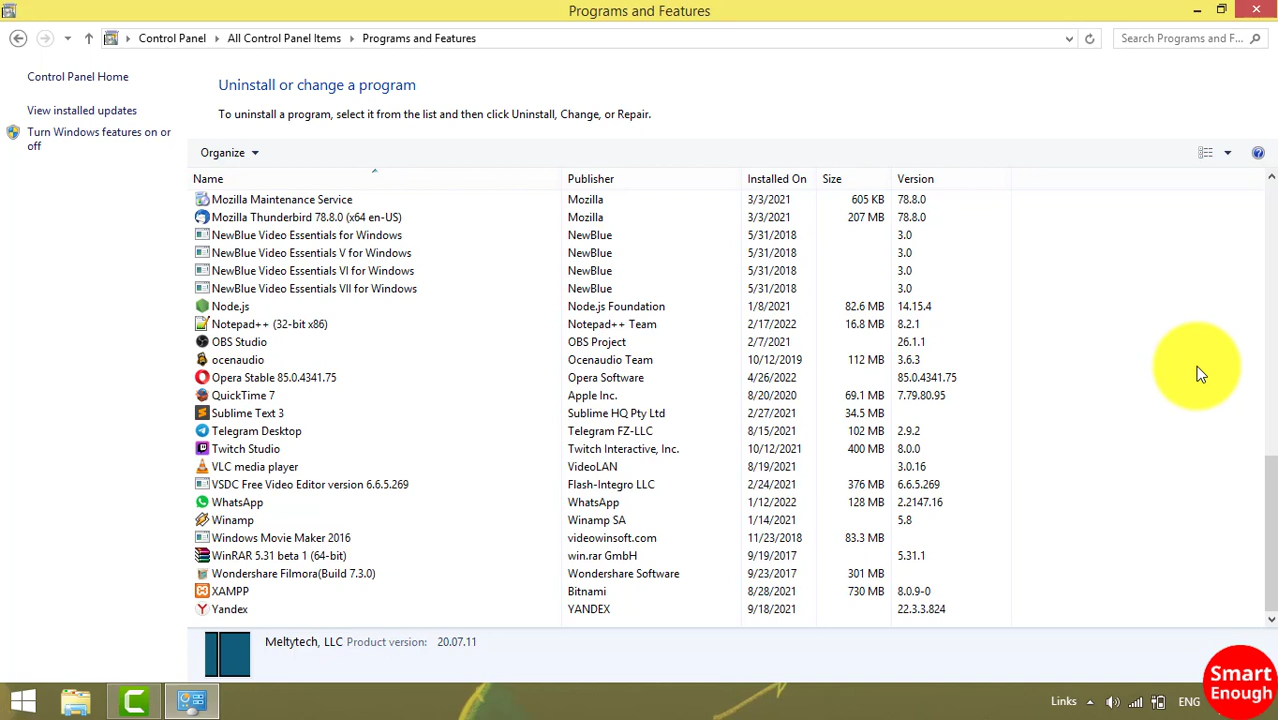 Programs and Features
Control Panel All Control Panel Items Programs and Features Search Programs and F...
Control Panel Home
View installed updates
Turn Windows features on or
off
Uninstall or change a program
To uninstall a program, select it from the list and then click Uninstall, Change, or Repair.
Organize
Name Publisher Installed On Size Version
Mozilla Maintenance Service Mozilla 3/3/2021 605 KB 78.8.0
Mozilla Thunderbird 78.8.0 (x64 en-US) Mozilla 3/3/2021 207 MB 78.8.0
NewBlue Video Essentials for Windows NewBlue 5/31/2018 3.0
NewBlue Video Essentials V for Windows NewBlue 5/31/2018 3.0
NewBlue Video Essentials VI for Windows NewBlue 5/31/2018 3.0
NewBlue Video Essentials VII for Windows NewBlue 5/31/2018 3.0
Node.js Node.js Foundation 1/8/2021 82.6 MB 14.15.4
Notepad++ (32-bit x86) Notepad++ Team 2/17/2022 16.8 MB 8.2.1
OBS Studio OBS Project 2/7/2021 26.1.1
ocenaudio Ocenaudio Team 10/12/2019 112 MB 3.6.3
Opera Stable 85.0.4341.75 Opera Software 4/26/2022 85.0.4341.75
QuickTime 7 Apple Inc. 8/20/2020 69.1 MB 7.79.80.95
Sublime Text 3 Sublime HQ Pty Ltd 2/27/2021 34.5 MB
Telegram Desktop Telegram FZ-LLC 8/15/2021 102 MB 2.9.2
Twitch Studio Twitch Interactive, Inc. 10/12/2021 400 MB 8.0.0
VLC media player VideoLAN 8/19/2021 3.0.16
VSDC Free Video Editor version 6.6.5.269 Flash-Integro LLC 2/24/2021 376 MB 6.6.5.269
WhatsApp WhatsApp 1/12/2022 128 MB 2.2147.16
Winamp Winamp SA 1/14/2021 5.8
Windows Movie Maker 2016 videowinsoft.com 11/23/2018 83.3 MB
WinRAR 5.31 beta 1 (64-bit) win.rar GmbH 9/19/2017 5.31.1
Wondershare Filmora(Build 7.3.0) Wondershare Software 9/23/2017 301 MB
XAMPP Bitnami 8/28/2021 730 MB 8.0.9-0
Yandex YANDEX 9/18/2021 22.3.3.824
Meltytech, LLC Product version: 20.07.11
Links ENG
Smart
Enough